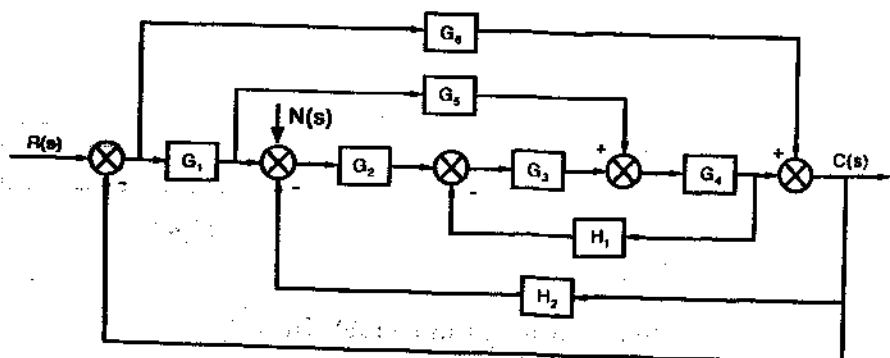 G₆
G₅
N(s)
R(s)
G₁
G₂
G₃
+
G₄
+
C(s)
-
-
-
H₁
H₂